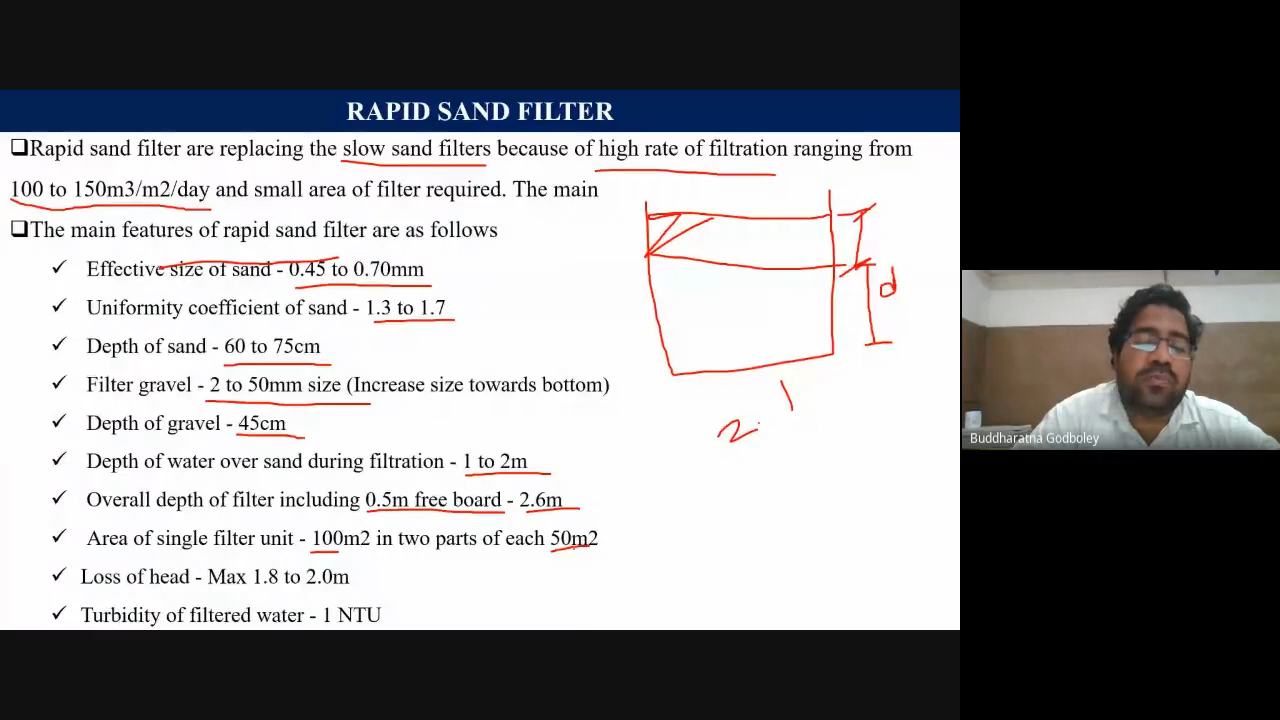 RAPID SAND FILTER
❑Rapid sand filter are replacing the slow sand filters because of high rate of filtration ranging from
100 to 150m3/m2/day and small area of filter required. The main
❑The main features of rapid sand filter are as follows
✓ Effective size of sand - 0.45 to 0.70mm
✓ Uniformity coefficient of sand - 1.3 to 1.7
✓ Depth of sand - 60 to 75cm
✓ Filter gravel - 2 to 50mm size (Increase size towards bottom)
✓ Depth of gravel - 45cm
✓ Depth of water over sand during filtration - 1 to 2m
✓ Overall depth of filter including 0.5m free board - 2.6m
✓ Area of single filter unit - 100m2 in two parts of each 50m2
✓ Loss of head - Max 1.8 to 2.0m
✓ Turbidity of filtered water - 1 NTU
d
2.
Buddharatna Godboley